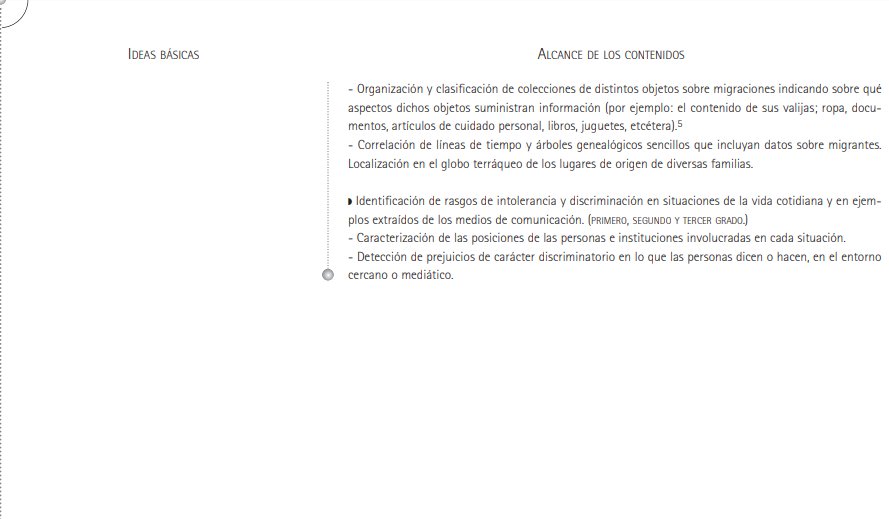 IDEAS BÁSICAS
ALCANCE DE LOS CONTENIDOS
- Organización y clasificación de colecciones de distintos objetos sobre migraciones indicando sobre qué
aspectos dichos objetos suministran información (por ejemplo: el contenido de sus valijas; ropa, docu-
mentos, artículos de cuidado personal, libros, juguetes, etcétera).5
- Correlación de líneas de tiempo y árboles genealógicos sencillos que incluyan datos sobre migrantes.
Localización en el globo terráqueo de los lugares de origen de diversas familias.
◗ Identificación de rasgos de intolerancia y discriminación en situaciones de la vida cotidiana y en ejem-
plos extraídos de los medios de comunicación. (PRIMERO, SEGUNDO Y TERCER GRADO.)
- Caracterización de las posiciones de las personas e instituciones involucradas en cada situación.
- Detección de prejuicios de carácter discriminatorio en lo que las personas dicen o hacen, en el entorno
cercano o mediático.